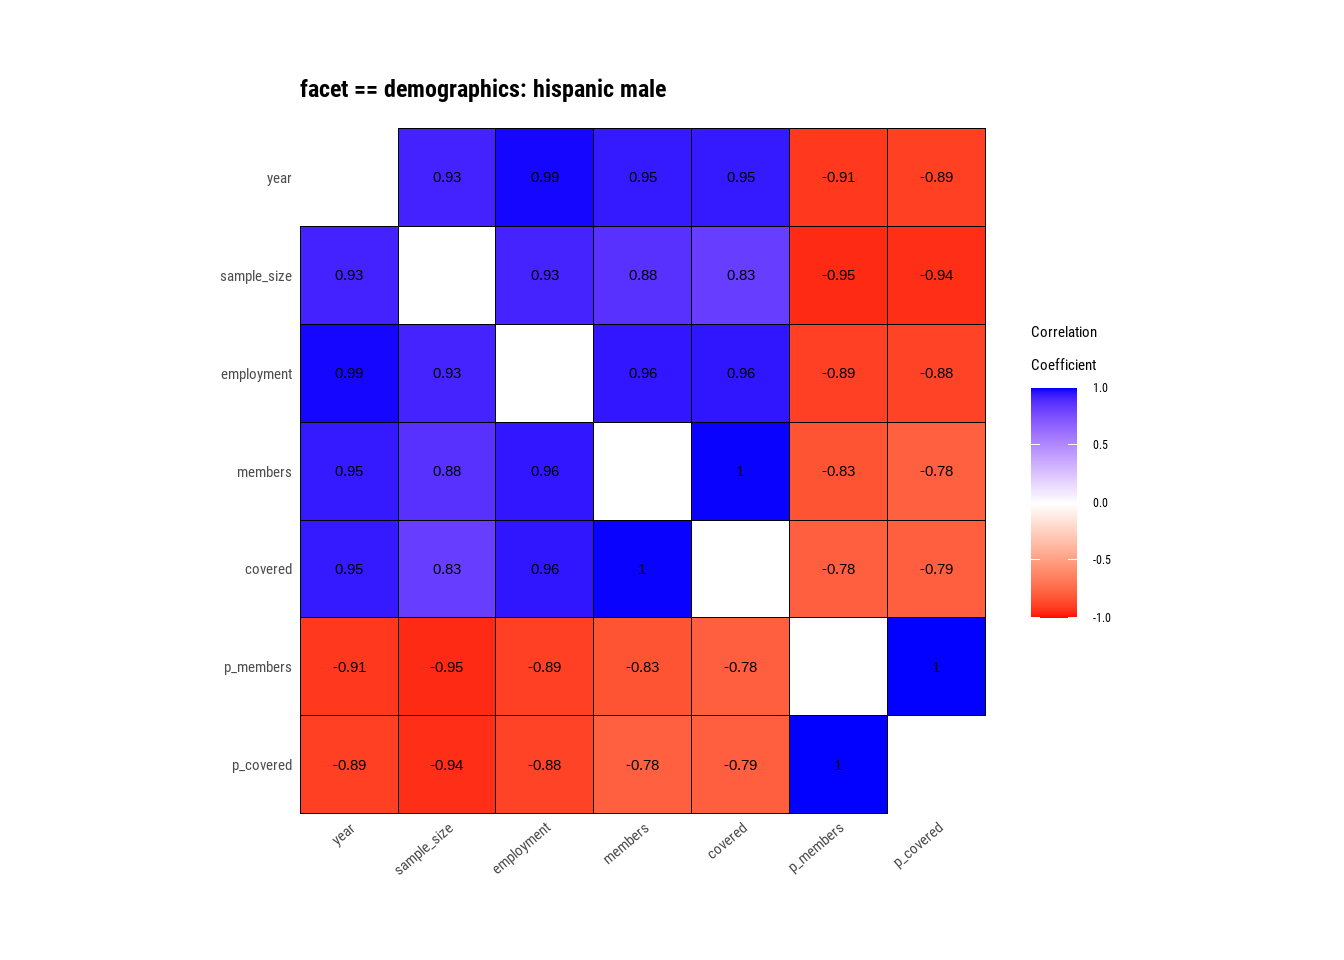 facet == demographics: hispanic male
year 0.93 0.99 0.95 0.95 -0.91 -0.89
sample_size 0.93 0.93 0.88 0.83 -0.95 -0.94
employment 0.99 0.93 0.96 0.96 -0.89 -0.88
members 0.95 0.88 0.96 1 -0.83 -0.78
covered 0.95 0.83 0.96 1 -0.78 -0.79
p_members -0.91 -0.95 -0.89 -0.83 -0.78 1
p_covered -0.89 -0.94 -0.88 -0.78 -0.79 1
year sample_size employment members covered p_members p_covered
Correlation
Coefficient
1.0
0.5
0.0
-0.5
-1.0